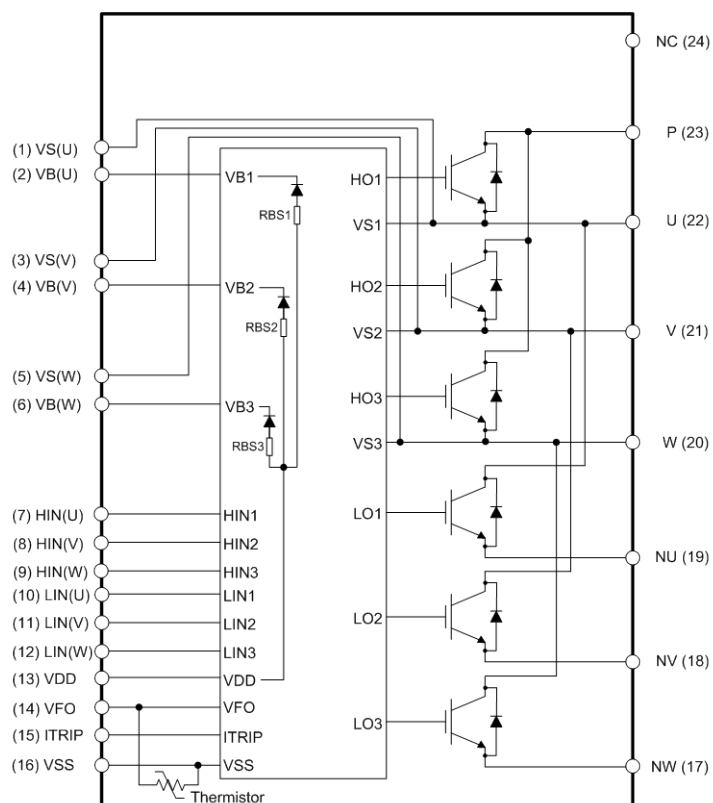 NC (24)
P (23)
(1) VS(U)
(2) VB(U)
VB1
HO1
RBS1
VS1
U (22)
(3) VS(V)
(4) VB(V)
VB2
HO2
RBS2
VS2
V (21)
(5) VS(W)
(6) VB(W)
VB3
HO3
RBS3
VS3
W (20)
(7) HIN(U)
HIN1
LO1
(8) HIN(V)
HIN2
NU (19)
(9) HIN(W)
HIN3
(10) LIN(U)
LIN1
(11) LIN(V)
LIN2
LO2
(12) LIN(W)
LIN3
NV (18)
(13) VDD
VDD
(14) VFO
VFO
LO3
(15) ITRIP
ITRIP
(16) VSS
VSS
NW (17)
Thermistor